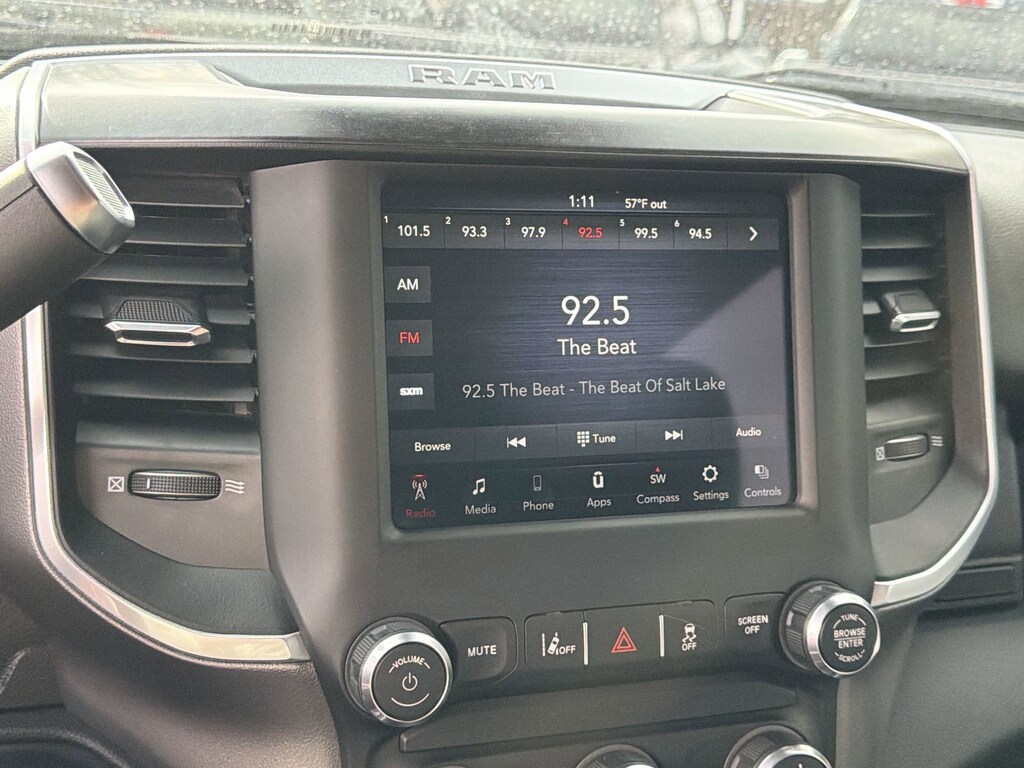 RAM
1:11 57°F out
1 101.5 2 93.3 3 97.9 4 92.5 5 99.5 6 94.5
AM
92.5
FM
The Beat
sxm
92.5 The Beat - The Beat Of Salt Lake
Browse Tune Audio
SW
Radio Media Phone Apps Compass Settings Controls
VOLUME
MUTE
OFF
OFF
SCREEN
OFF
TUNE
BROWSE
ENTER
SCROLL